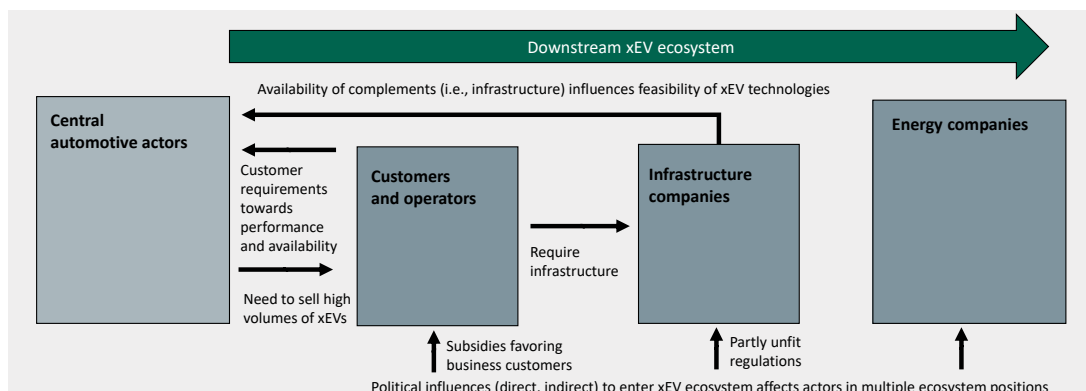 Downstream xEV ecosystem
Availability of complements (i.e., infrastructure) influences feasibility of xEV technologies
Central
automotive actors
Customer
requirements
towards
performance
and availability
Need to sell high
volumes of xEVs
Customers
and operators
Subsidies favoring
business customers
Require
infrastructure
Infrastructure
companies
Partly unfit
regulations
Energy companies
Political influences (direct, indirect) to enter xEV ecosystem affects actors in multiple ecosystem positions